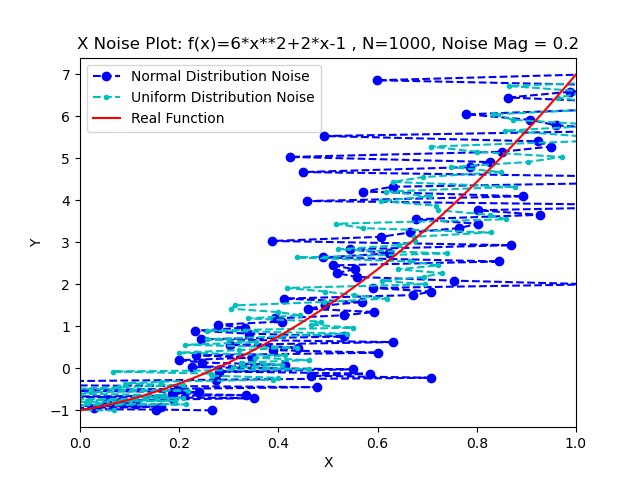 X Noise Plot: f(x)=6*x**2+2*x-1 , N=1000, Noise Mag = 0.2
Normal Distribution Noise
Uniform Distribution Noise
Real Function
Y
7
6
5
4
3
2
1
0
−1
0.0 0.2 0.4 0.6 0.8 1.0
X